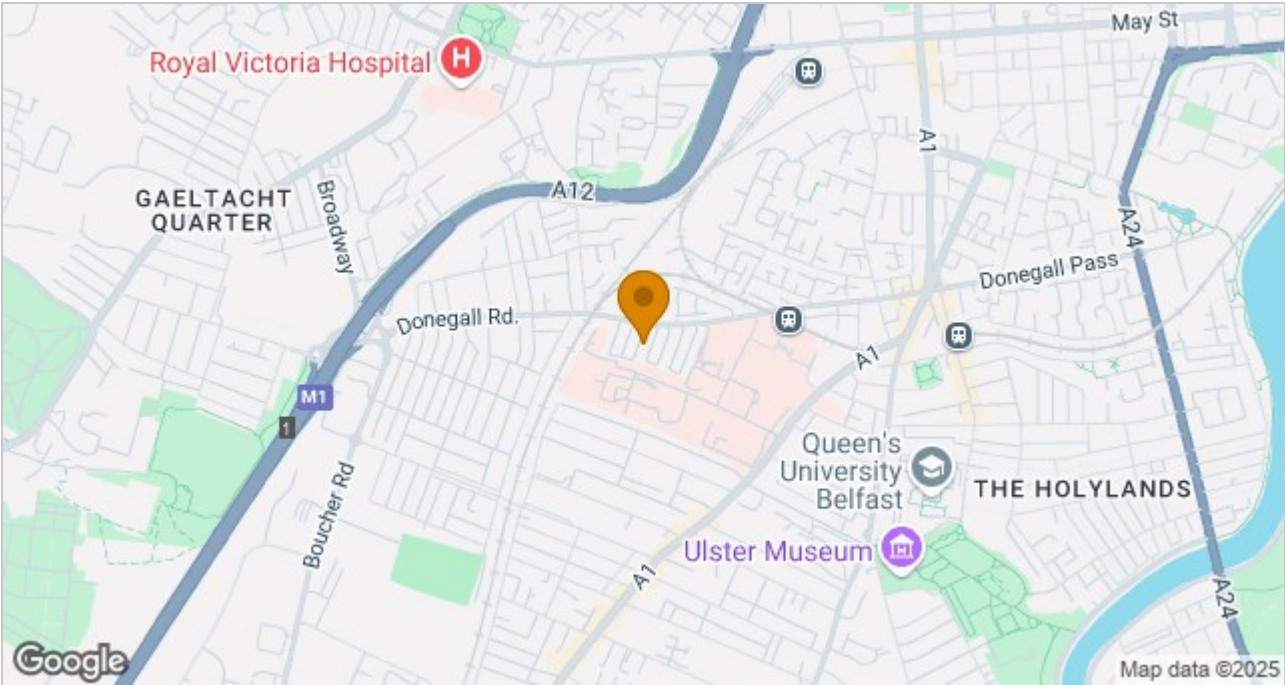 May St
Royal Victoria Hospital
H
A1
GAELTACHT
QUARTER
Broadway
A12
A24
Donegall Pass
Donegall Rd.
A1
M1
1
Queen's
University
Belfast
THE HOLYLANDS
Boucher Rd
Ulster Museum
A1
A24
Google
Map data ©2025